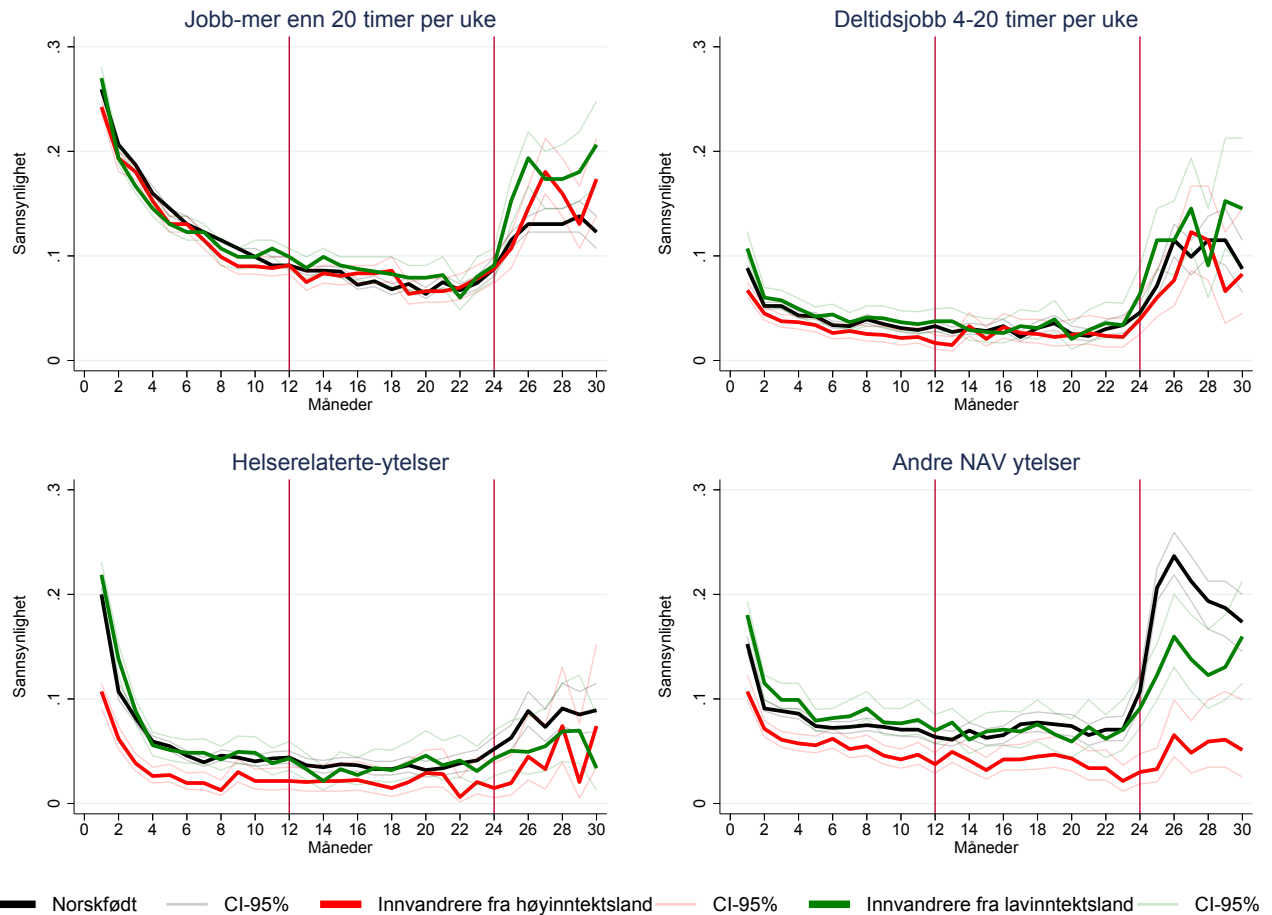 Jobb-mer enn 20 timer per uke
Sannsynlighet
.3
.2
.1
0
0 2 4 6 8 10 12 14 16 18 20 22 24 26 28 30
Måneder
Deltidsjobb 4-20 timer per uke
Sannsynlighet
.3
.2
.1
0
0 2 4 6 8 10 12 14 16 18 20 22 24 26 28 30
Måneder
Helserelaterte-ytelser
Sannsynlighet
.3
.2
.1
0
0 2 4 6 8 10 12 14 16 18 20 22 24 26 28 30
Måneder
Andre NAV ytelser
Sannsynlighet
.3
.2
.1
0
0 2 4 6 8 10 12 14 16 18 20 22 24 26 28 30
Måneder
Norskfødt CI-95% Innvandrere fra høyinntektsland CI-95% Innvandrere fra lavinntektsland CI-95%